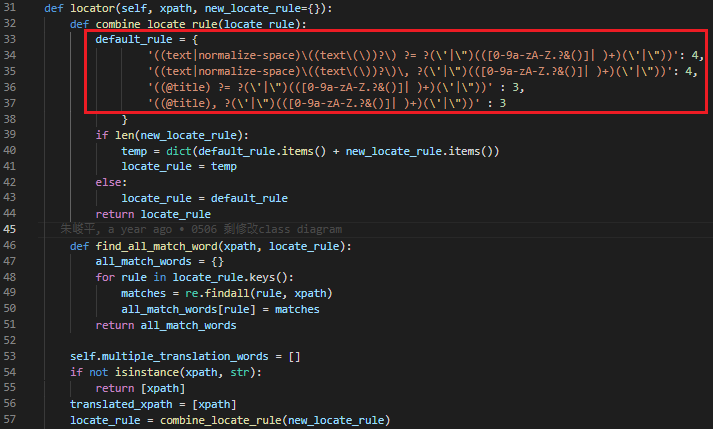 31 def locator(self, xpath, new_locate_rule={}):
32 def combine_locate_rule(locate_rule):
33 default_rule = {
34 '((text|normalize-space)\((text\(\))?\) ?= ?(\'|\")(([0-9a-zA-Z.?&()]| )+)(\'|\"))': 4,
35 '((text|normalize-space)\((text\(\))?\)\, ?(\'|\")(([0-9a-zA-Z.?&()]| )+)(\'|\"))': 4,
36 '((@title) ?= ?(\'|\")(([0-9a-zA-Z.?&()]| )+)(\'|\"))' : 3,
37 '((@title), ?(\'|\")(([0-9a-zA-Z.?&()]| )+)(\'|\"))' : 3
38 }
39 if len(new_locate_rule):
40 temp = dict(default_rule.items() + new_locate_rule.items())
41 locate_rule = temp
42 else:
43 locate_rule = default_rule
44 return locate_rule
45 a year ago • 0506 剩修改class diagram
46 def find_all_match_word(xpath, locate_rule):
47 all_match_words = {}
48 for rule in locate_rule.keys():
49 matches = re.findall(rule, xpath)
50 all_match_words[rule] = matches
51 return all_match_words
52
53 self.multiple_translation_words = []
54 if not isinstance(xpath, str):
55 return [xpath]
56 translated_xpath = [xpath]
57 locate_rule = combine_locate_rule(new_locate_rule)